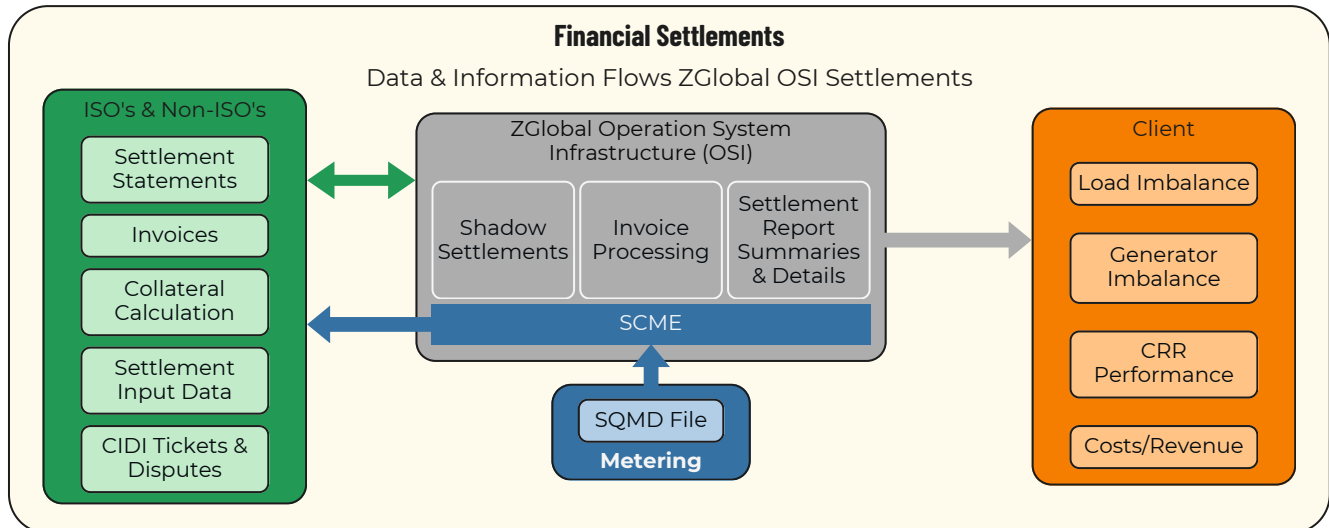 Financial Settlements
Data & Information Flows ZGlobal OSI Settlements
ISO's & Non-ISO's
Settlement
Statements
Invoices
Collateral
Calculation
Settlement
Input Data
CIDI Tickets &
Disputes
ZGlobal Operation System
Infrastructure (OSI)
Shadow
Settlements
Invoice
Processing
Settlement
Report
Summaries
& Details
SCME
SQMD File
Metering
Client
Load Imbalance
Generator
Imbalance
CRR
Performance
Costs/Revenue